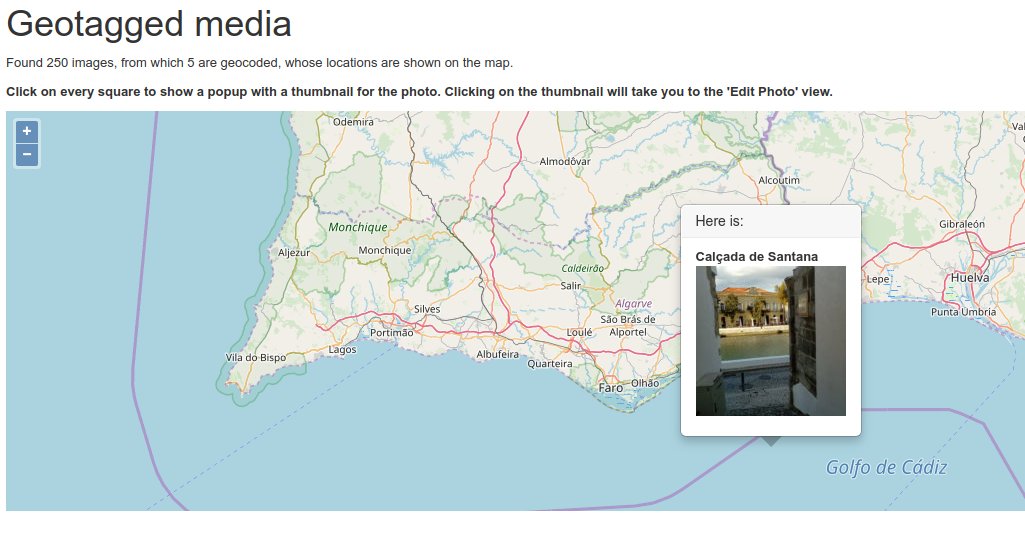 Geotagged media
Found 250 images, from which 5 are geocoded, whose locations are shown on the map.
Click on every square to show a popup with a thumbnail for the photo. Clicking on the thumbnail will take you to the 'Edit Photo' view.
+
−
Odemira
Almodôvar
Alcoutim
Here is:
Calçada de Santana
Gibraleón
Monchique
Monchique
Aljezur
Caldeirão
Salir
Lepe
Huelva
Algarve
Silves
São Brás de
Alportel
Punta Umbria
Portimão
Loulé
Lagos
Albufeira
Vila do Bispo
Quarteira
Faro
Olhão
Golfo de Cádiz